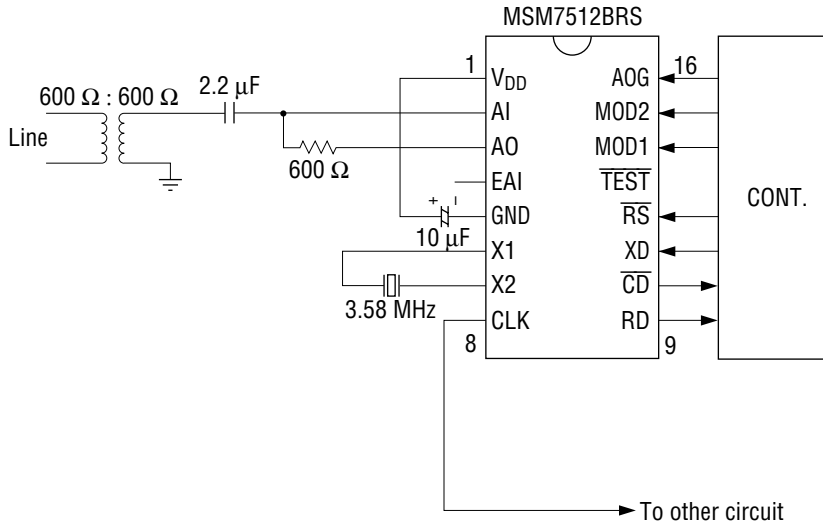 MSM7512BRS
1
16
V_DD
AOG
AI
MOD2
AO
MOD1
EAI
TEST
GND
RS
X1
XD
X2
CD
CLK
RD
8
9
CONT.
600 Ω : 600 Ω
2.2 µF
Line
600 Ω
+ –
10 µF
3.58 MHz
To other circuit